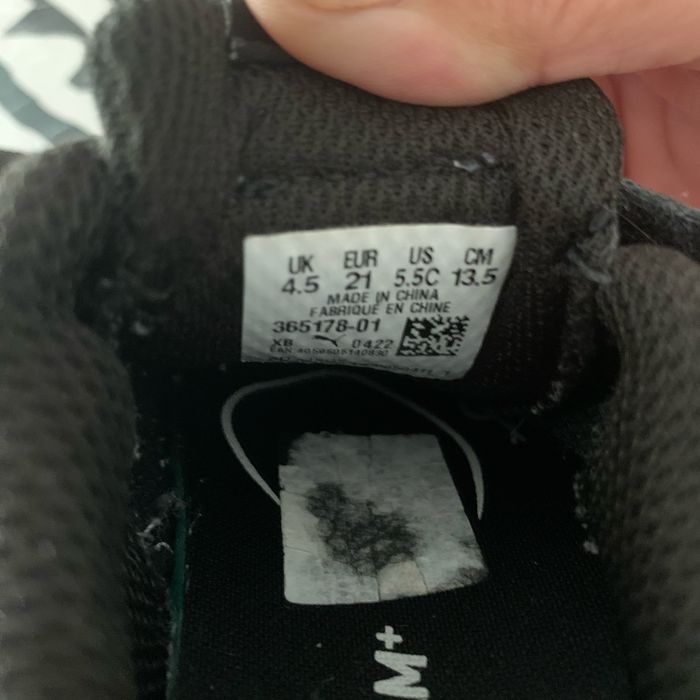 UK EUR US CM
4.5 21 5.5C 13.5
MADE IN CHINA
FABRIQUE EN CHINE
365178-01
XB 0422
EAN
M+